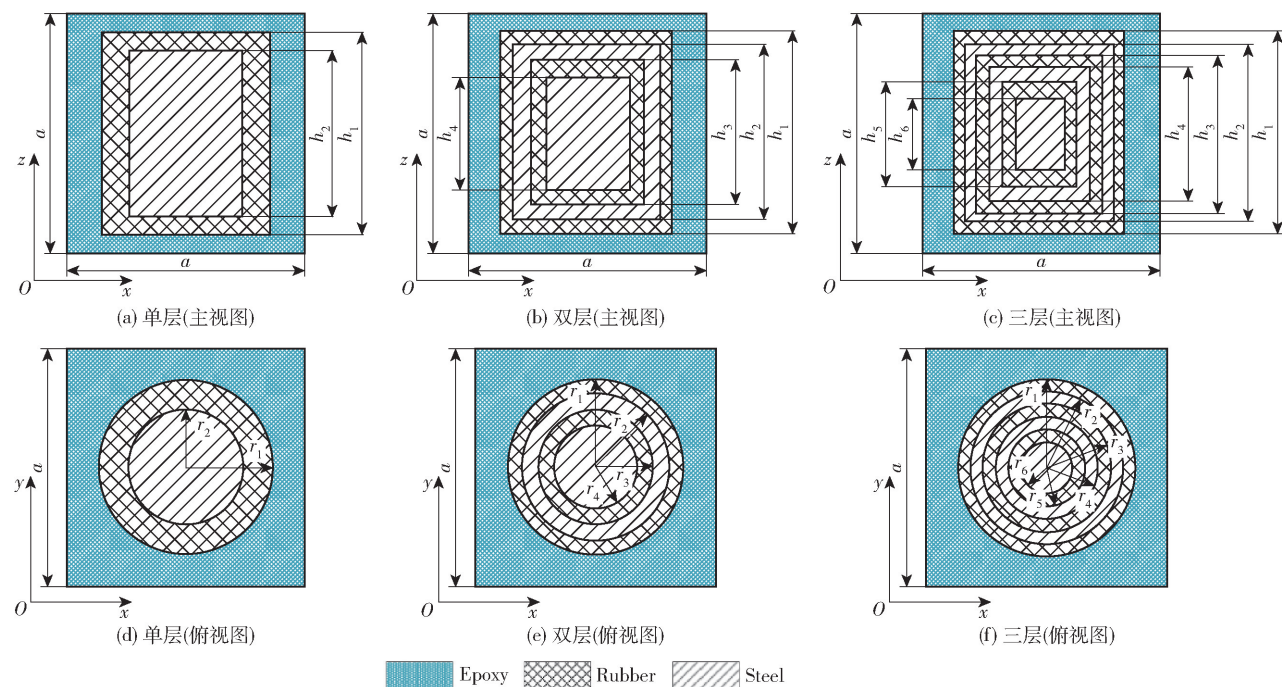 a
z
h2
h1
a
O
x
(a) 单层(主视图)
a
z
h4
h3
h2
h1
a
O
x
(b) 双层(主视图)
a
z
h5
h6
h4
h3
h2
h1
a
O
x
(c) 三层(主视图)
a
y
r2
r1
O
x
(d) 单层(俯视图)
a
y
r1
r2
r3
r4
O
x
(e) 双层(俯视图)
a
y
r1
r2
r3
r6
r5
r4
O
x
(f) 三层(俯视图)
Epoxy
Rubber
Steel